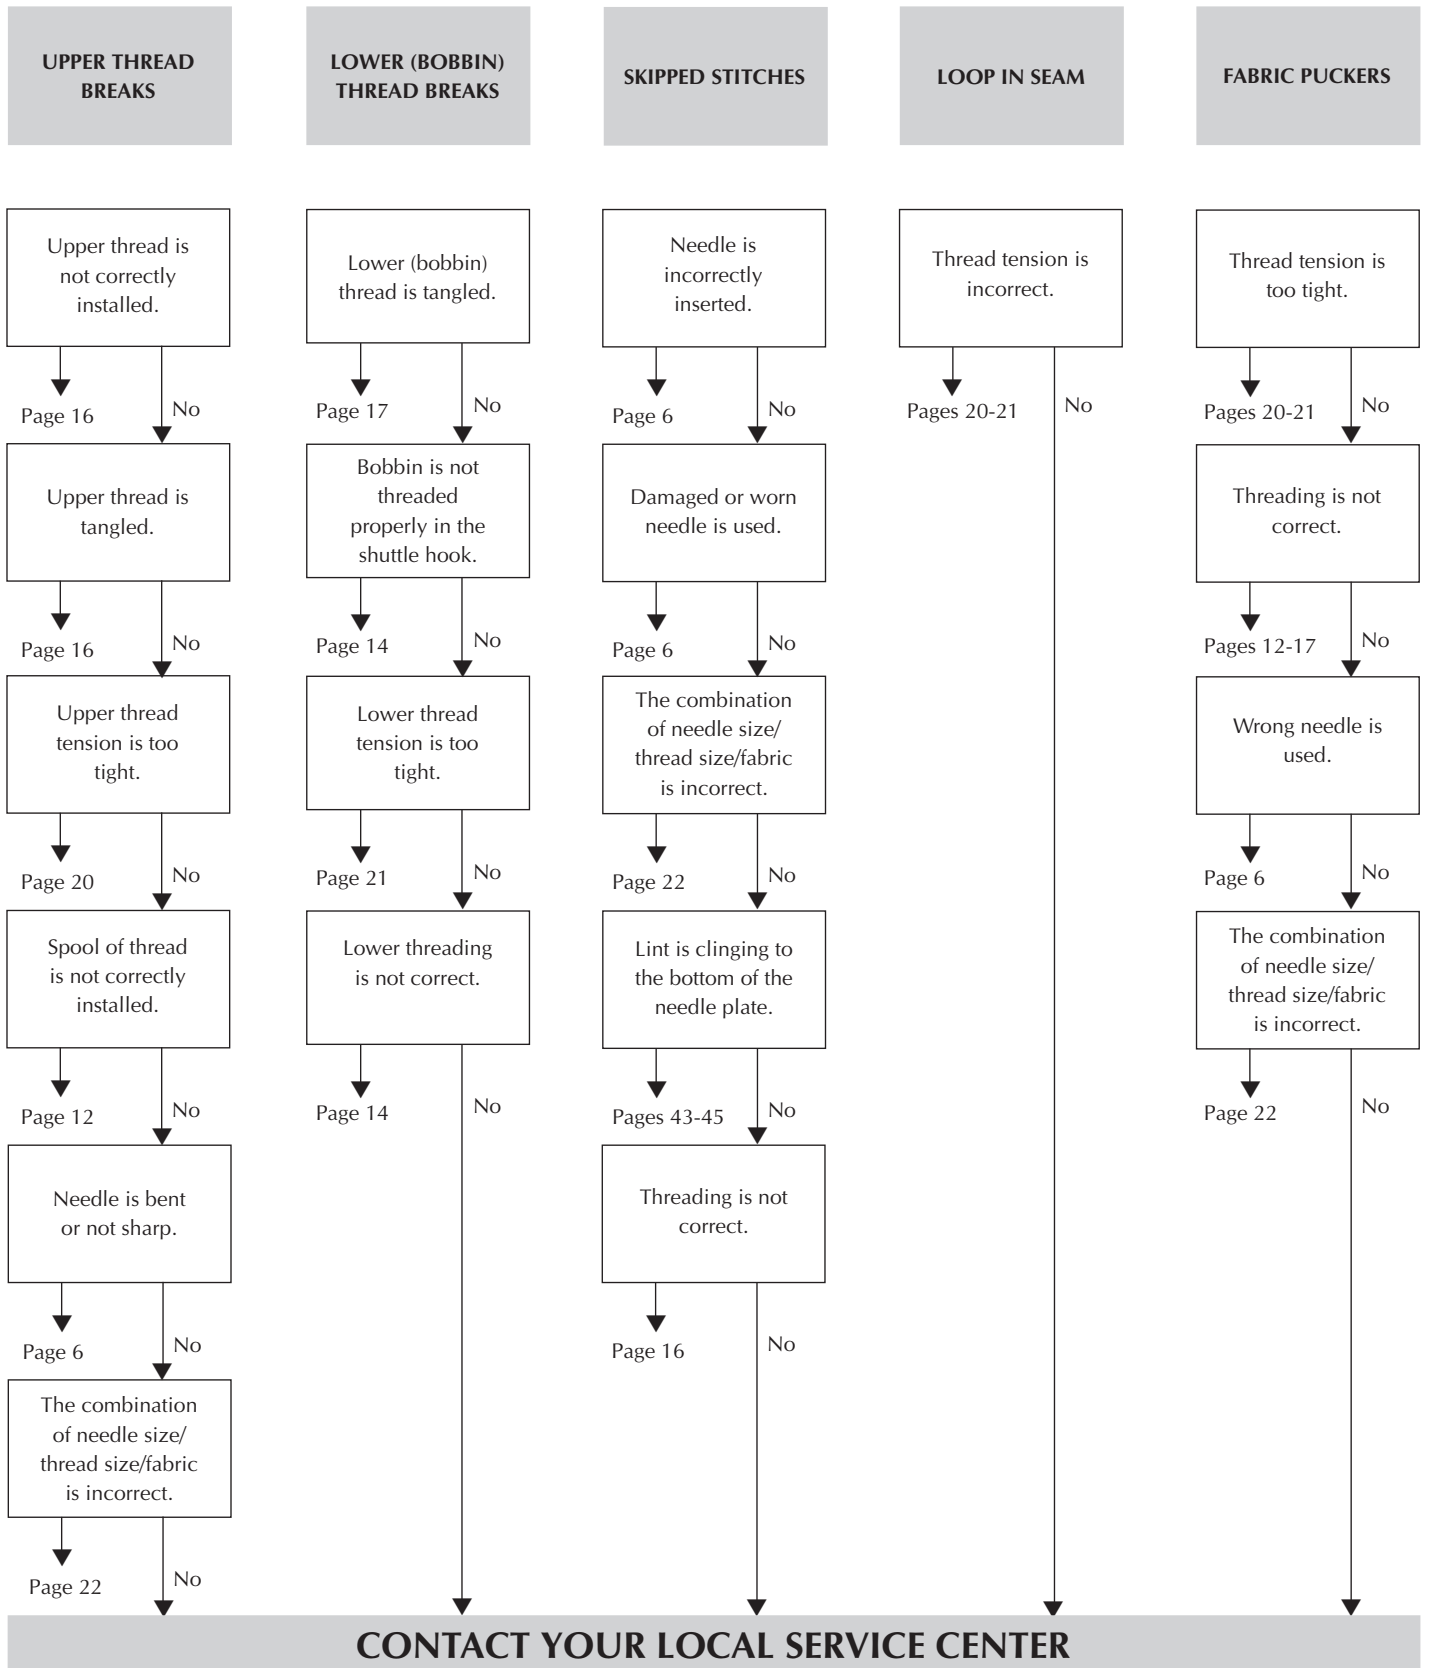 UPPER THREAD
BREAKS
Upper thread is
not correctly
installed.
Page 16
No
Upper thread is
tangled.
Page 16
No
Upper thread
tension is too
tight.
Page 20
No
Spool of thread
is not correctly
installed.
Page 12
No
Needle is bent
or not sharp.
Page 6
No
The combination
of needle size/
thread size/fabric
is incorrect.
Page 22
No
LOWER (BOBBIN)
THREAD BREAKS
Lower (bobbin)
thread is tangled.
Page 17
No
Bobbin is not
threaded
properly in the
shuttle hook.
Page 14
No
Lower thread
tension is too
tight.
Page 21
No
Lower threading
is not correct.
Page 14
No
SKIPPED STITCHES
Needle is
incorrectly
inserted.
Page 6
No
Damaged or worn
needle is used.
Page 6
No
The combination
of needle size/
thread size/fabric
is incorrect.
Page 22
No
Lint is clinging to
the bottom of the
needle plate.
Pages 43-45
No
Threading is not
correct.
Page 16
No
LOOP IN SEAM
Thread tension is
incorrect.
Pages 20-21
No
FABRIC PUCKERS
Thread tension is
too tight.
Pages 20-21
No
Threading is not
correct.
Pages 12-17
No
Wrong needle is
used.
Page 6
No
The combination
of needle size/
thread size/fabric
is incorrect.
Page 22
No
CONTACT YOUR LOCAL SERVICE CENTER